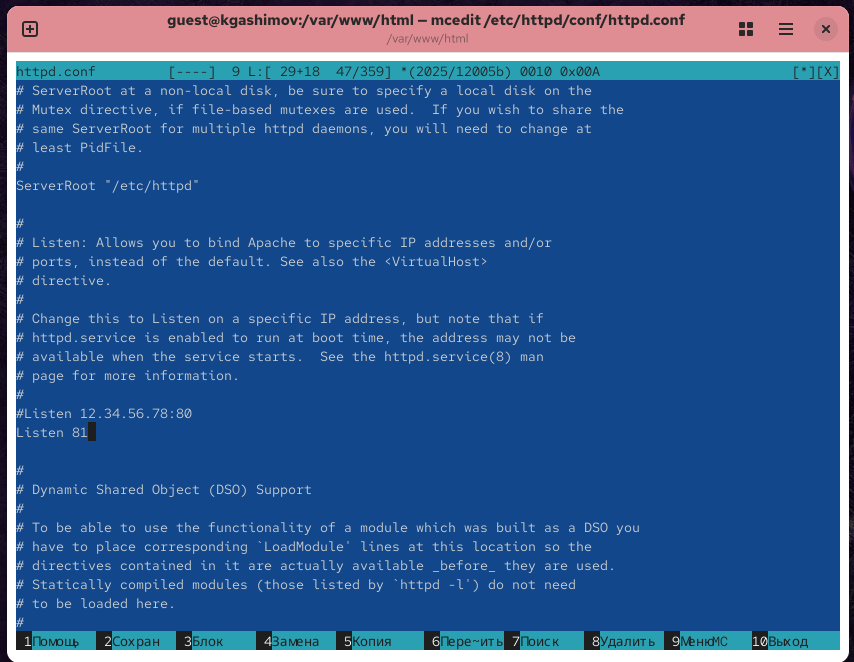 guest@kgashimov:/var/www/html — mcedit /etc/httpd/conf/httpd.conf
/var/www/html
httpd.conf         [----]  9 L:[ 29+18  47/359] *(2025/12005b) 0010 0x00A                        [*][X]
# ServerRoot at a non-local disk, be sure to specify a local disk on the
# Mutex directive, if file-based mutexes are used.  If you wish to share the
# same ServerRoot for multiple httpd daemons, you will need to change at
# least PidFile.
#
ServerRoot "/etc/httpd"
#
# Listen: Allows you to bind Apache to specific IP addresses and/or
# ports, instead of the default. See also the <VirtualHost>
# directive.
#
# Change this to Listen on a specific IP address, but note that if
# httpd.service is enabled to run at boot time, the address may not be
# available when the service starts.  See the httpd.service(8) man
# page for more information.
#
#Listen 12.34.56.78:80
Listen 81
#
# Dynamic Shared Object (DSO) Support
#
# To be able to use the functionality of a module which was built as a DSO you
# have to place corresponding `LoadModule' lines at this location so the
# directives contained in it are actually available _before_ they are used.
# Statically compiled modules (those listed by `httpd -l') do not need
# to be loaded here.
#
1Помощь 2Сохран 3Блок 4Замена 5Копия 6Пере~ить 7Поиск 8Удалить 9МенюMC 10Выход